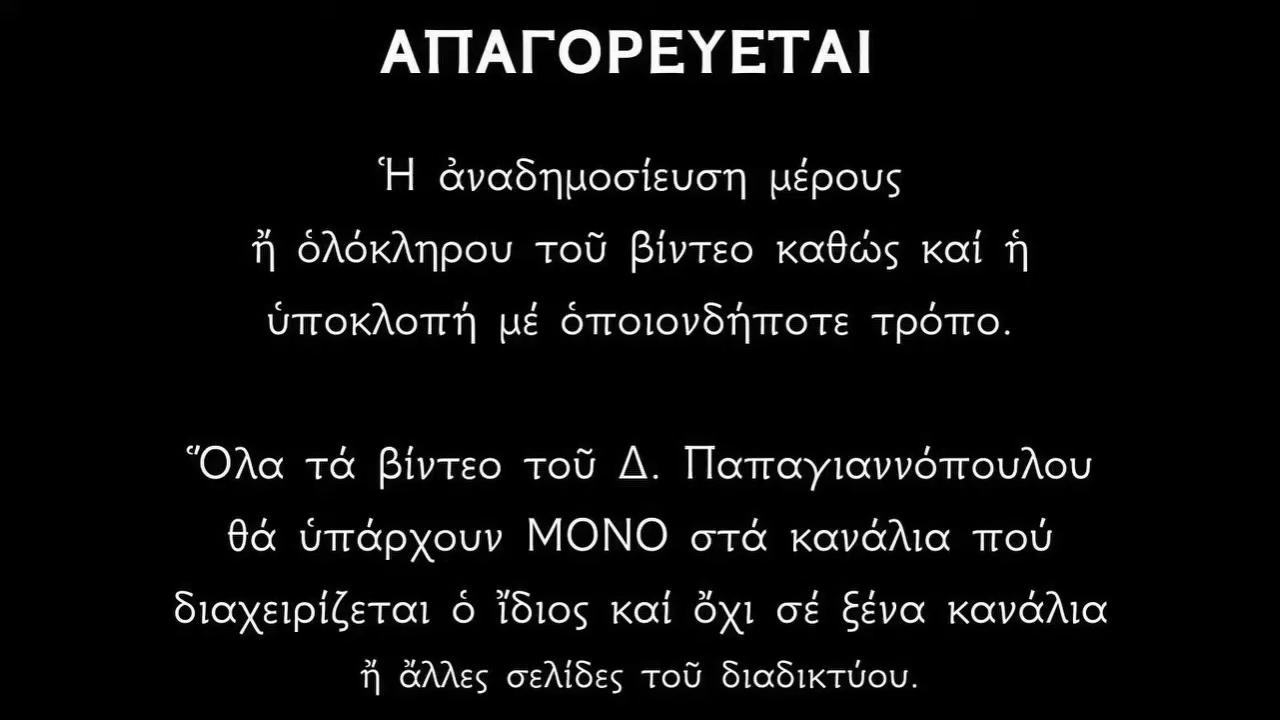 ΑΠΑΓΟΡΕΥΕΤΑΙ
Ἡ ἀναδημοσίευση μέρους
ἤ ὁλόκληρου τοῦ βίντεο καθώς καί ἡ
ὑποκλοπή μέ ὁποιονδήποτε τρόπο.
Ὅλα τά βίντεο τοῦ Δ. Παπαγιαννόπουλου
θά ὑπάρχουν ΜΟΝΟ στά κανάλια πού
διαχειρίζεται ὁ ἴδιος καί ὄχι σέ ξένα κανάλια
ἤ ἄλλες σελίδες τοῦ διαδικτύου.